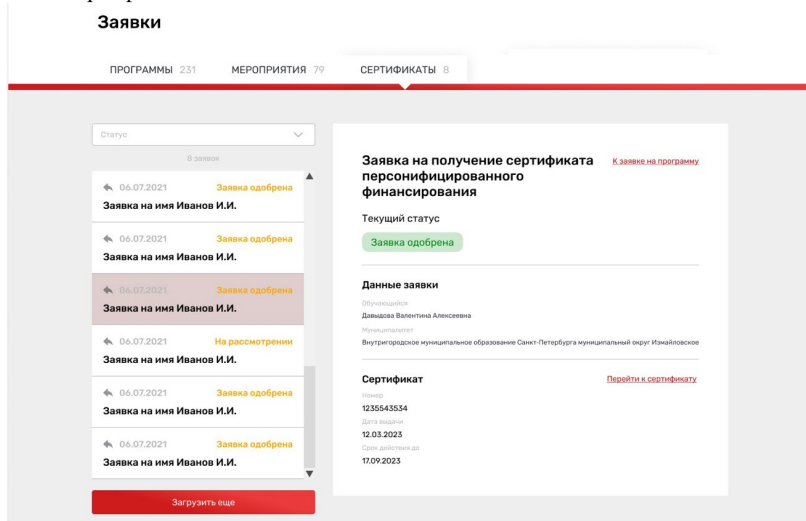 Заявки
ПРОГРАММЫ 231 МЕРОПРИЯТИЯ 79 СЕРТИФИКАТЫ 8
Статус
8 заявок
06.07.2021 Заявка одобрена
Заявка на имя Иванов И.И.
06.07.2021 Заявка одобрена
Заявка на имя Иванов И.И.
06.07.2021 Заявка одобрена
Заявка на имя Иванов И.И.
06.07.2021 На рассмотрении
Заявка на имя Иванов И.И.
06.07.2021 Заявка одобрена
Заявка на имя Иванов И.И.
06.07.2021 Заявка одобрена
Заявка на имя Иванов И.И.
Загрузить еще
Заявка на получение сертификата К заявке на программу
персонифицированного
финансирования
Текущий статус
Заявка одобрена
Данные заявки
Обучающийся
Давыдова Валентина Алексеевна
Муниципалитет
Внутригородское муниципальное образование Санкт-Петербурга муниципальный округ Измайловское
Сертификат Перейти к сертификату
Номер
1235543534
Дата выдачи
12.03.2023
Срок действия до
17.09.2023